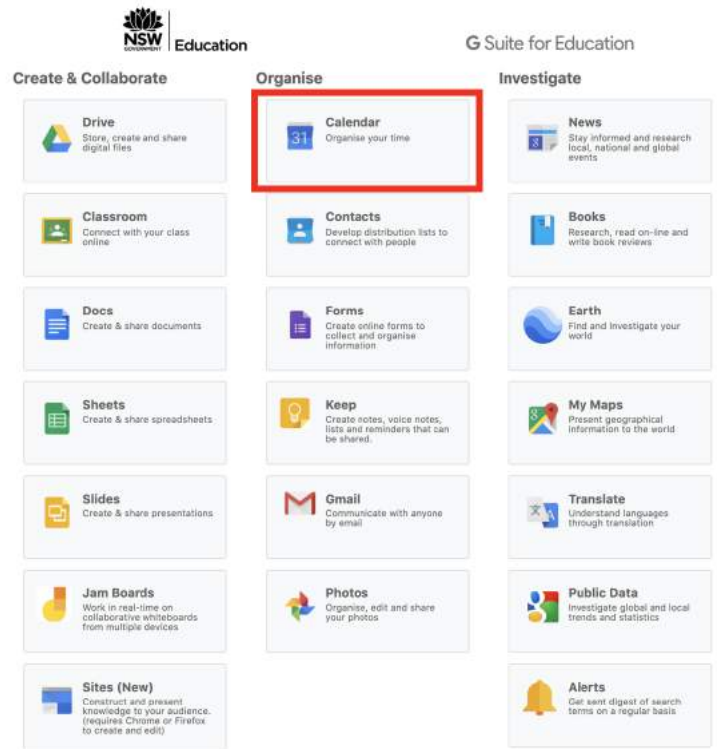 NSW
GOVERNMENT
Education
G Suite for Education
Create & Collaborate
Organise
Investigate
Drive
Store, create and share
digital files
31
Calendar
Organise your time
News
Stay informed and research
local, national and global
events
Classroom
Connect with your class
online
Contacts
Develop distribution lists to
connect with people
Books
Research, read on-line and
write book reviews
Docs
Create & share documents
Forms
Create online forms to
collect and organise
information
Earth
Find and Investigate your
world
Sheets
Create & share spreadsheets
Keep
Create notes, voice notes,
lists and reminders that can
be shared.
My Maps
Present geographical
information to the world
Slides
Create & share presentations
Gmail
Communicate with anyone
by email
Translate
Understand languages
through translation
Jam Boards
Work in real-time on
collaborative whiteboards
from multiple devices
Photos
Organise, edit and share
your photos
Public Data
Investigate global and local
trends and statistics
Sites (New)
Construct and present
knowledge to your audience.
(requires Chrome or Firefox
to create and edit)
Alerts
Get sent digest of search
terms on a regular basis